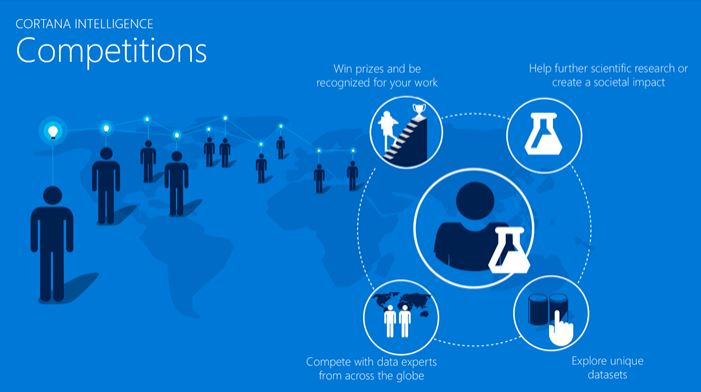 CORTANA INTELLIGENCE
Competitions
Win prizes and be
recognized for your work
Help further scientific research or
create a societal impact
Compete with data experts
from across the globe
Explore unique
datasets